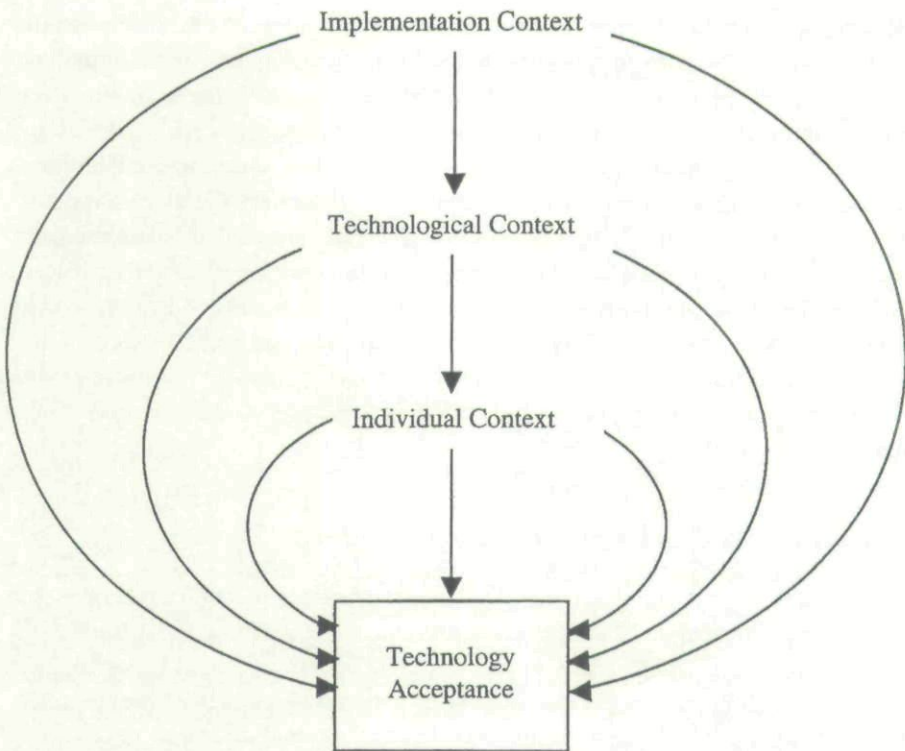 Implementation Context
Technological Context
Individual Context
Technology
Acceptance